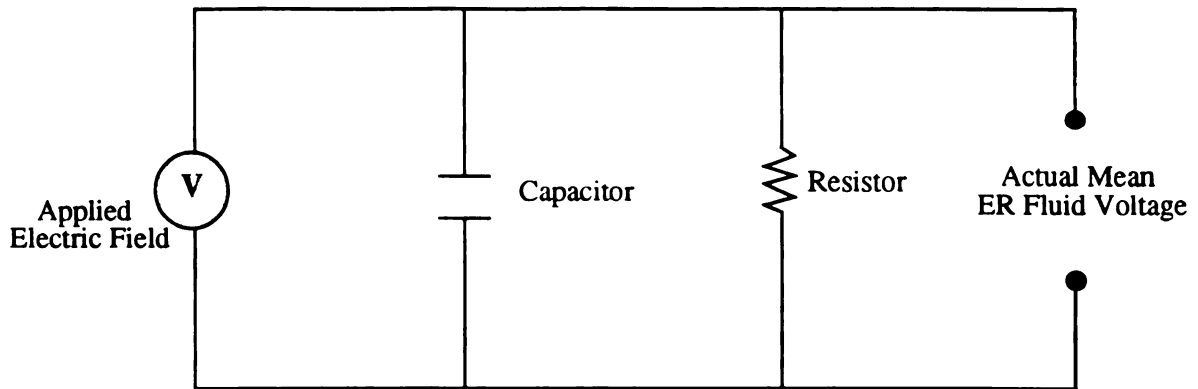 V
Applied
Electric Field
Capacitor
Resistor
Actual Mean
ER Fluid Voltage